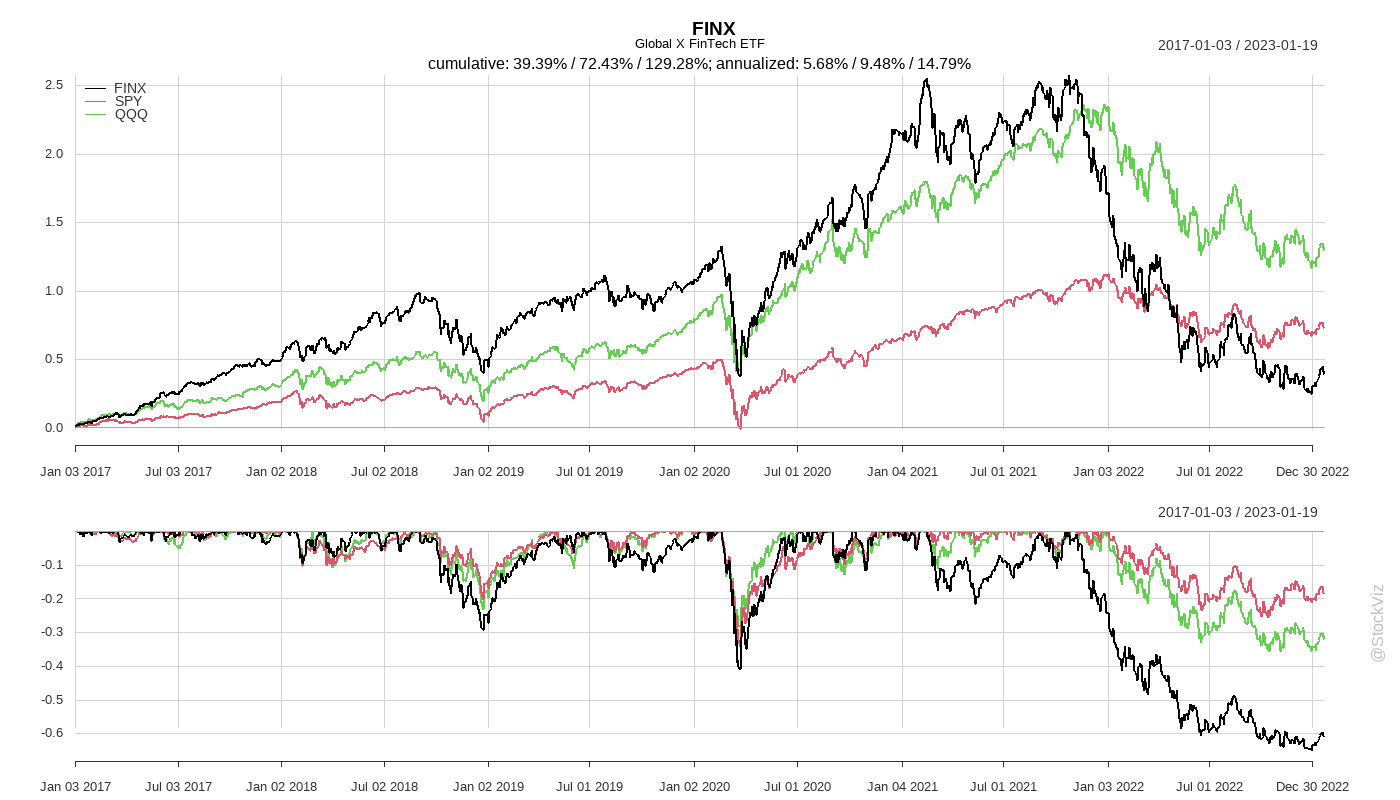 FINX
Global X FinTech ETF
2017-01-03 / 2023-01-19
cumulative: 39.39% / 72.43% / 129.28%; annualized: 5.68% / 9.48% / 14.79%
FINX
SPY
QQQ
2.5
2.0
1.5
1.0
0.5
0.0
Jan 03 2017 Jul 03 2017 Jan 02 2018 Jul 02 2018 Jan 02 2019 Jul 01 2019 Jan 02 2020 Jul 01 2020 Jan 04 2021 Jul 01 2021 Jan 03 2022 Jul 01 2022 Dec 30 2022
2017-01-03 / 2023-01-19
-0.1
-0.2
-0.3
-0.4
-0.5
-0.6
Jan 03 2017 Jul 03 2017 Jan 02 2018 Jul 02 2018 Jan 02 2019 Jul 01 2019 Jan 02 2020 Jul 01 2020 Jan 04 2021 Jul 01 2021 Jan 03 2022 Jul 01 2022 Dec 30 2022
@StockViz